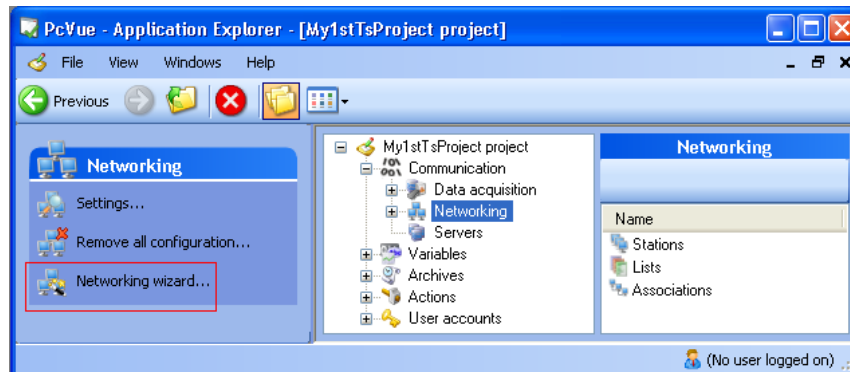 PcVue - Application Explorer - [My1stTsProject project]
File View Windows Help
Previous
Networking
Settings...
Remove all configuration...
Networking wizard...
My1stTsProject project
Communication
Data acquisition
Networking
Servers
Variables
Archives
Actions
User accounts
Networking
Name
Stations
Lists
Associations
(No user logged on)